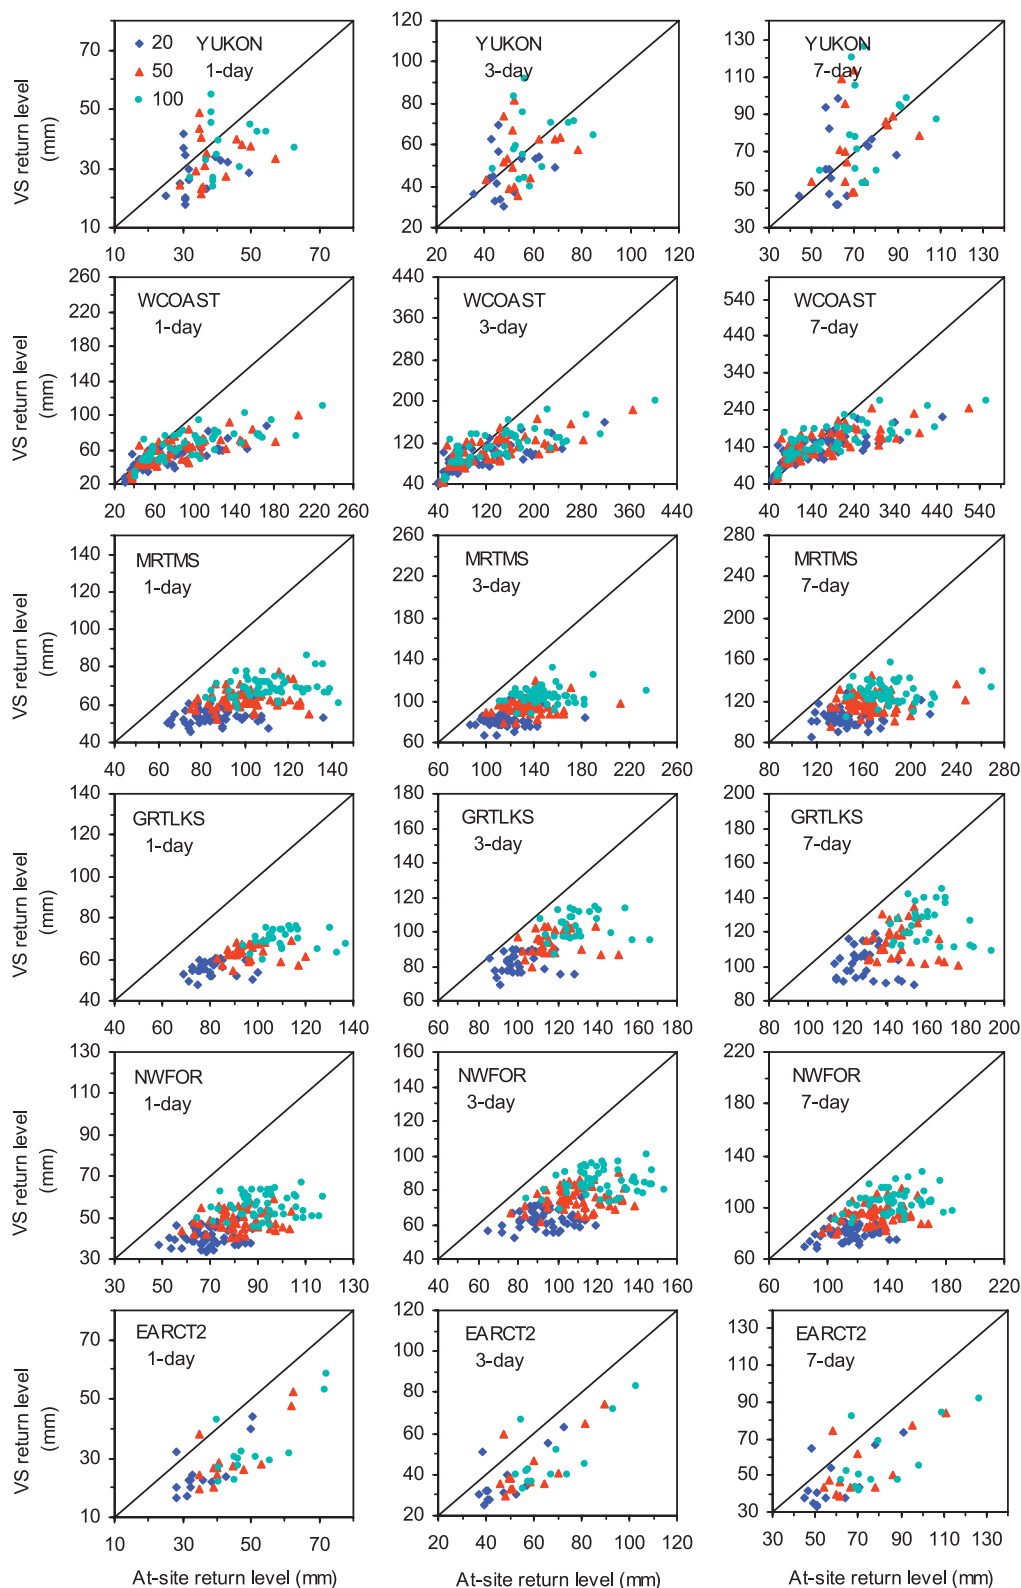 70
50
30
10
10 30 50 70
20
50
100
YUKON
1-day
VS return level
(mm)
120
100
80
60
40
20
20 40 60 80 100 120
YUKON
3-day
130
110
90
70
50
30
30 50 70 90 110 130
YUKON
7-day
260
220
180
140
100
60
20
20 60 100 140 180 220 260
WCOAST
1-day
VS return level
(mm)
440
360
280
200
120
40
40 120 200 280 360 440
WCOAST
3-day
540
440
340
240
140
40
40 140 240 340 440 540
WCOAST
7-day
140
120
100
80
60
40
40 60 80 100 120 140
MRTMS
1-day
VS return level
(mm)
260
220
180
140
100
60
60 100 140 180 220 260
MRTMS
3-day
280
240
200
160
120
80
80 120 160 200 240 280
MRTMS
7-day
140
120
100
80
60
40
40 60 80 100 120 140
GRTLKS
1-day
VS return level
(mm)
180
160
140
120
100
80
60
60 80 100 120 140 160 180
GRTLKS
3-day
200
180
160
140
120
100
80
80 100 120 140 160 180 200
GRTLKS
7-day
130
110
90
70
50
30
30 50 70 90 110 130
NWFOR
1-day
VS return level
(mm)
160
140
120
100
80
60
40
40 60 80 100 120 140 160
NWFOR
3-day
220
180
140
100
60
60 100 140 180 220
NWFOR
7-day
70
50
30
10
10 30 50 70
EARCT2
1-day
VS return level
(mm)
At-site return level (mm)
120
100
80
60
40
20
20 40 60 80 100 120
EARCT2
3-day
At-site return level (mm)
130
110
90
70
50
30
30 50 70 90 110 130
EARCT2
7-day
At-site return level (mm)